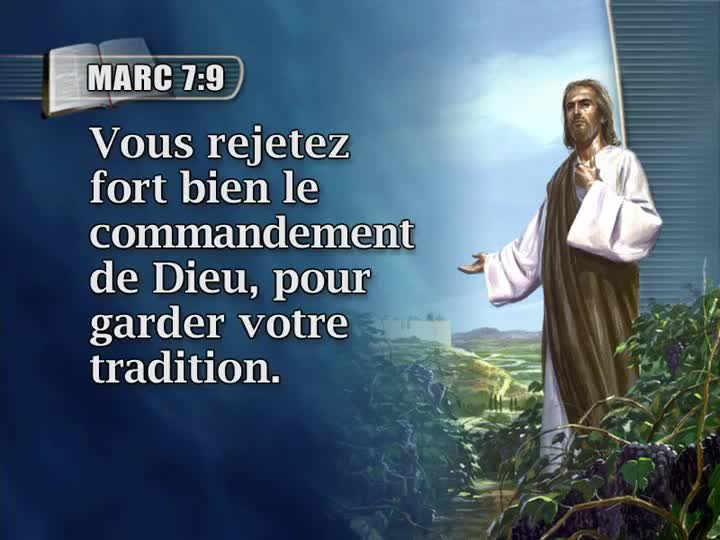 MARC 7:9
Vous rejetez
fort bien le
commandement
de Dieu, pour
garder votre
tradition.